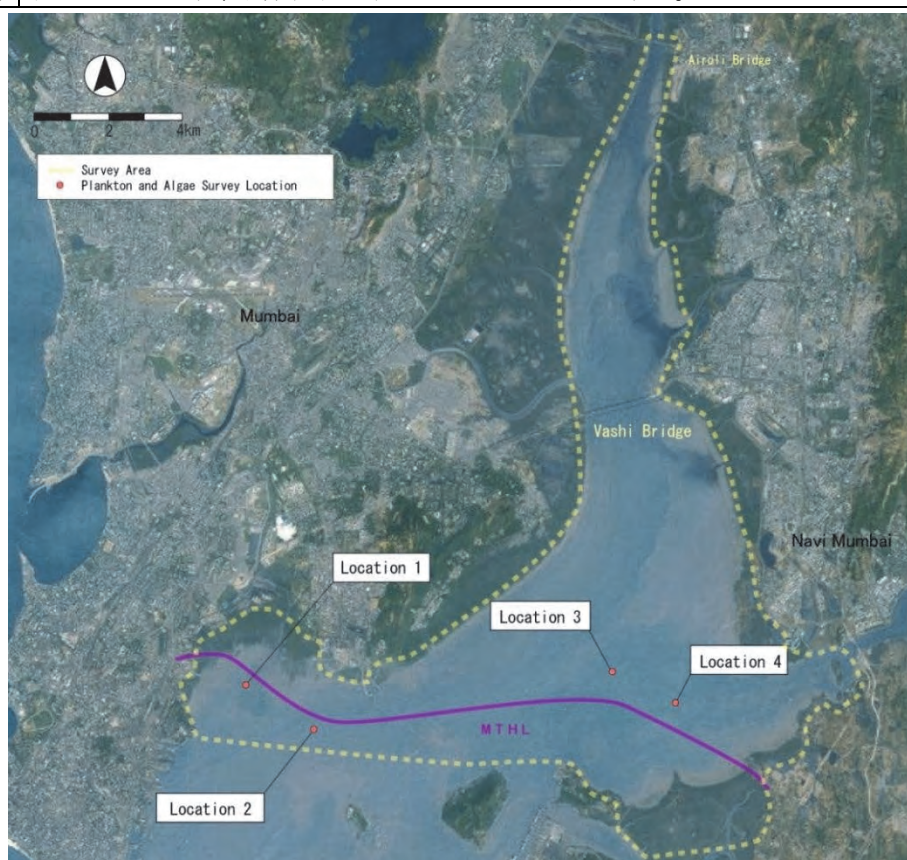 Airoli Bridge
0 2 4km
Survey Area
Plankton and Algae Survey Location
Mumbai
Vashi Bridge
Navi Mumbai
Location 1
Location 3
Location 4
MTHL
Location 2